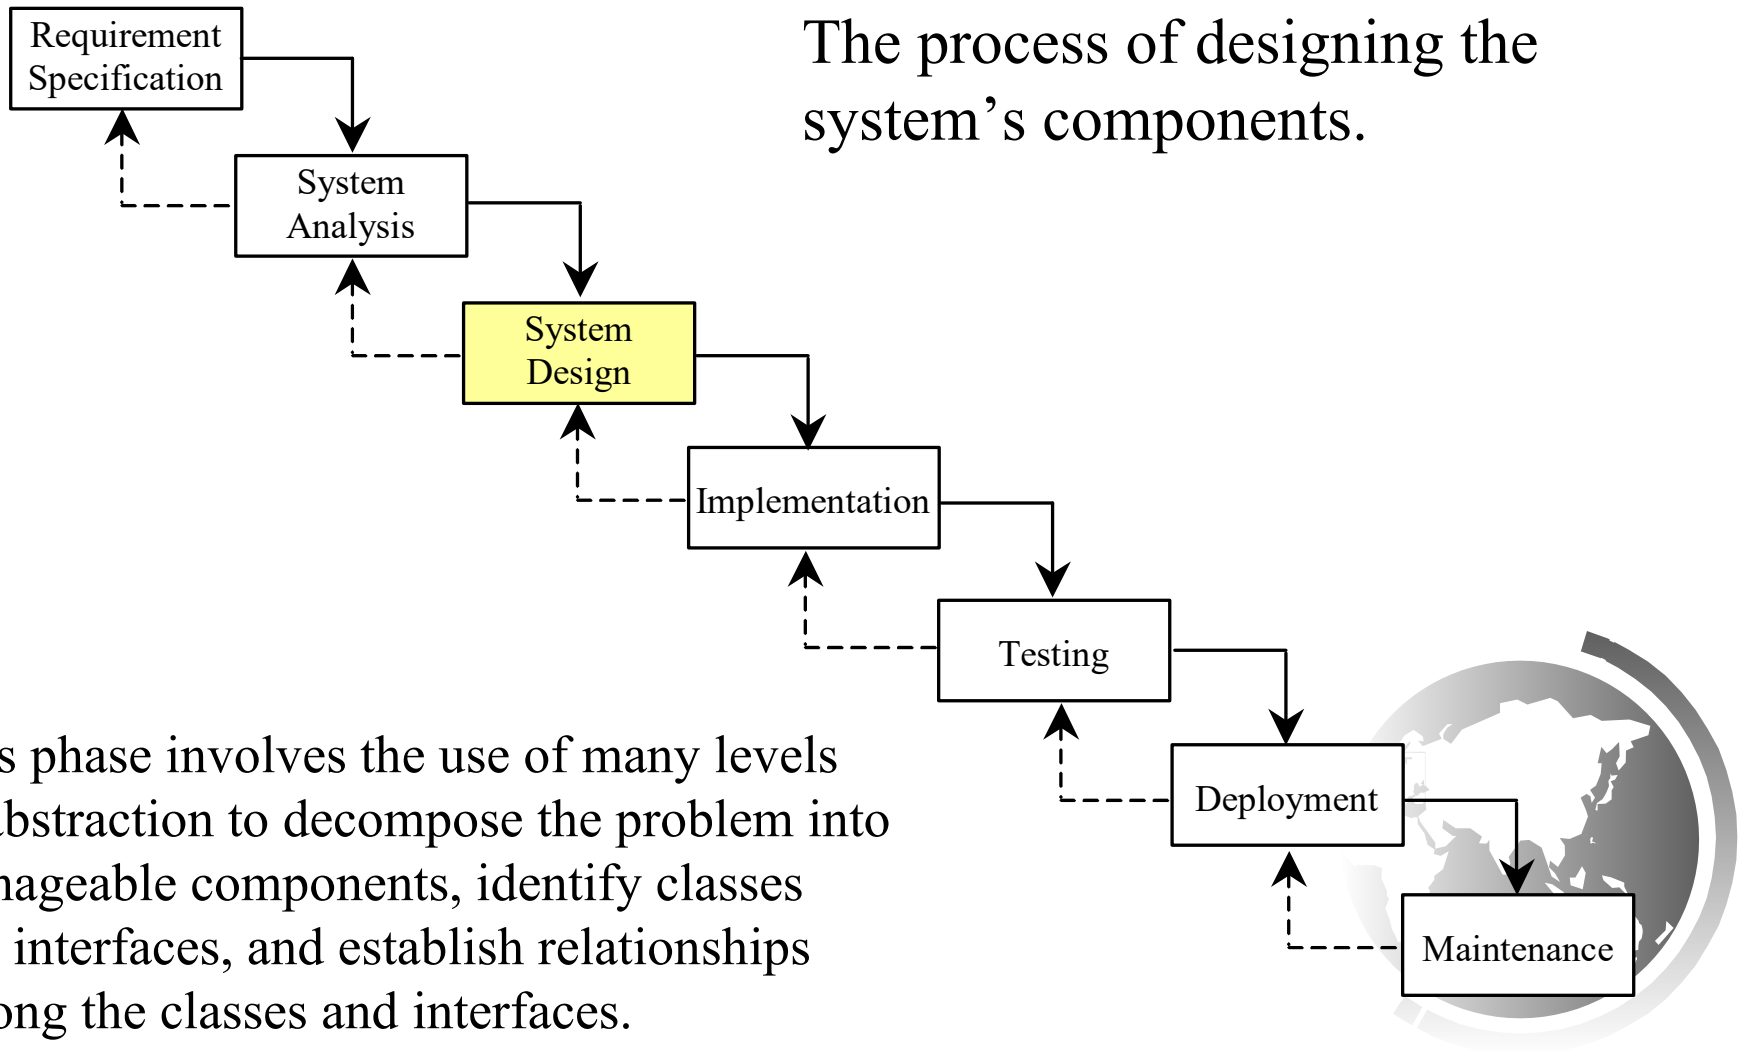 Requirement
Specification
The process of designing the
system’s components.
System
Analysis
System
Design
Implementation
Testing
Deployment
Maintenance
s phase involves the use of many levels
abstraction to decompose the problem into
nageable components, identify classes
interfaces, and establish relationships
ong the classes and interfaces.